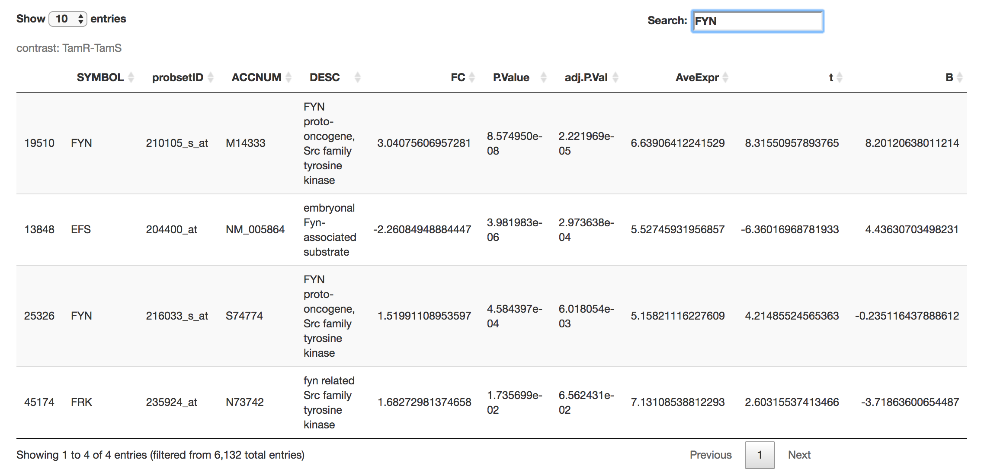 Show 10 entries
Search: FYN
contrast: TamR-TamS
SYMBOL probsetID ACCNUM DESC FC P.Value adj.P.Val AveExpr t B
FYN
proto-
oncogene,
Src family
tyrosine
kinase
19510 FYN 210105_s_at M14333 3.04075606957281 8.574950e-08 2.221969e-05 6.63906412241529 8.31550957893765 8.20120638011214
embryonal
Fyn-
associated
substrate
13848 EFS 204400_at NM_005864 -2.26084948884447 3.981983e-06 2.973638e-04 5.52745931956857 -6.36016968781933 4.43630703498231
FYN
proto-
oncogene,
Src family
tyrosine
kinase
25326 FYN 216033_s_at S74774 1.51991108953597 4.584397e-04 6.018054e-03 5.15821116227609 4.21485524565363 -0.235116437888612
fyn related
Src family
tyrosine
kinase
45174 FRK 235924_at N73742 1.68272981374658 1.735699e-02 6.562431e-02 7.13108538812293 2.60315537413466 -3.71863600654487
Showing 1 to 4 of 4 entries (filtered from 6,132 total entries)
Previous 1 Next